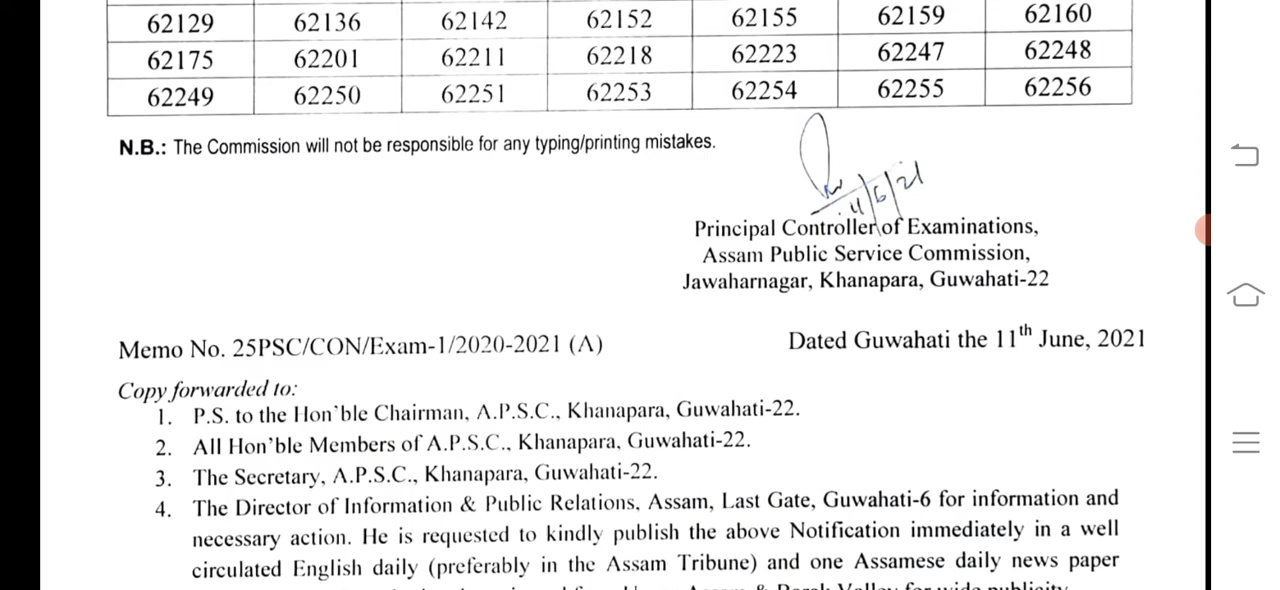 62129 62136 62142 62152 62155 62159 62160
62175 62201 62211 62218 62223 62247 62248
62249 62250 62251 62253 62254 62255 62256
N.B.: The Commission will not be responsible for any typing/printing mistakes.
11/6/21
Principal Controller of Examinations,
Assam Public Service Commission,
Jawaharnagar, Khanapara, Guwahati-22
Memo No. 25PSC/CON/Exam-1/2020-2021 (A) Dated Guwahati the 11th June, 2021
Copy forwarded to:
1. P.S. to the Hon'ble Chairman, A.P.S.C., Khanapara, Guwahati-22.
2. All Hon'ble Members of A.P.S.C., Khanapara, Guwahati-22.
3. The Secretary, A.P.S.C., Khanapara, Guwahati-22.
4. The Director of Information & Public Relations, Assam, Last Gate, Guwahati-6 for information and
necessary action. He is requested to kindly publish the above Notification immediately in a well
circulated English daily (preferably in the Assam Tribune) and one Assamese daily news paper
Valley for wide publicity.